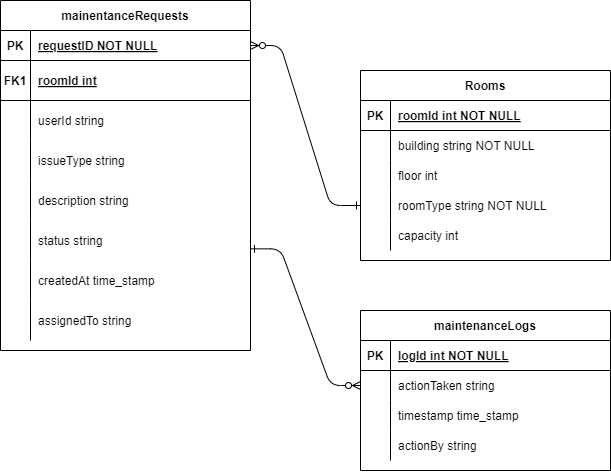 mainentanceRequests
PK requestID NOT NULL
FK1 roomId int
userId string
issueType string
description string
status string
createdAt time_stamp
assignedTo string
Rooms
PK roomId int NOT NULL
building string NOT NULL
floor int
roomType string NOT NULL
capacity int
maintenanceLogs
PK logId int NOT NULL
actionTaken string
timestamp time_stamp
actionBy string